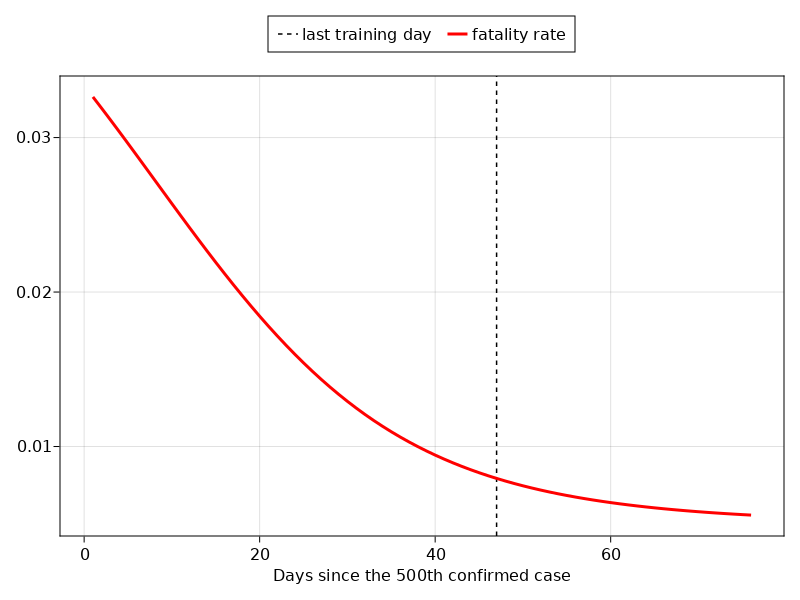 last training day fatality rate
0.03
0.02
0.01
0 20 40 60
Days since the 500th confirmed case